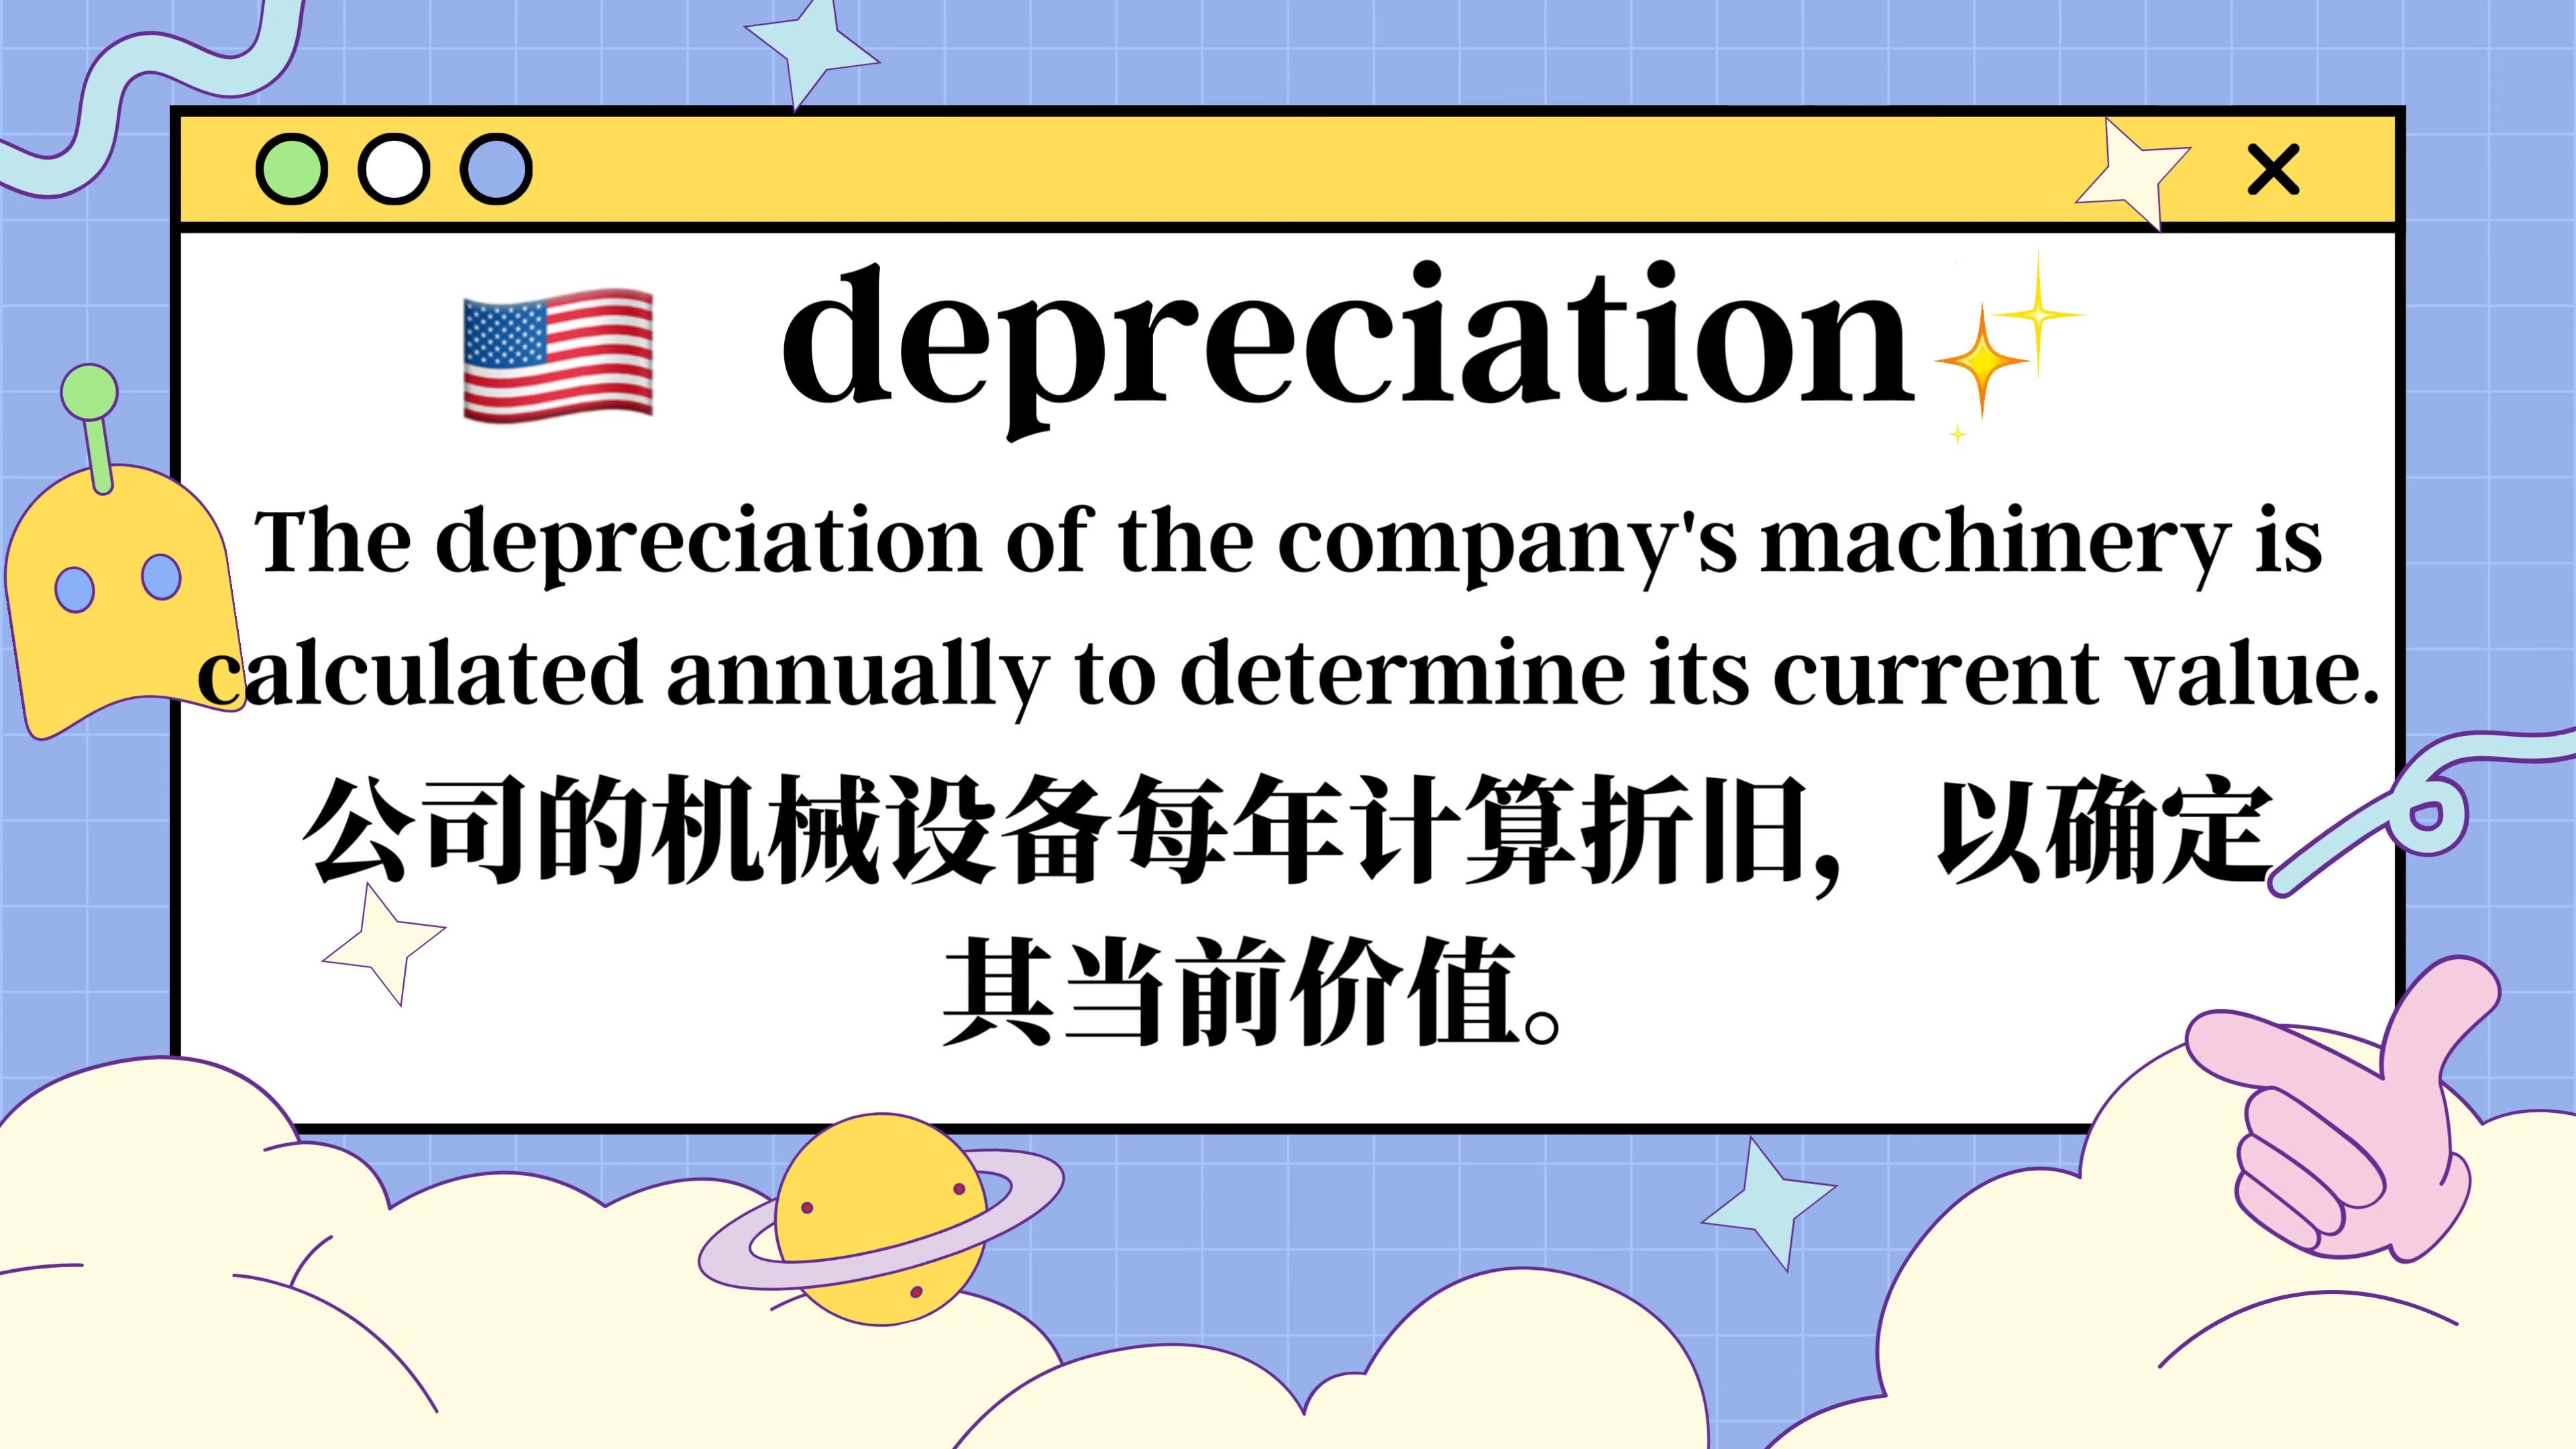 depreciation
The depreciation of the company's machinery is
calculated annually to determine its current value.
公司的机械设备每年计算折旧，以确定
其当前价值。